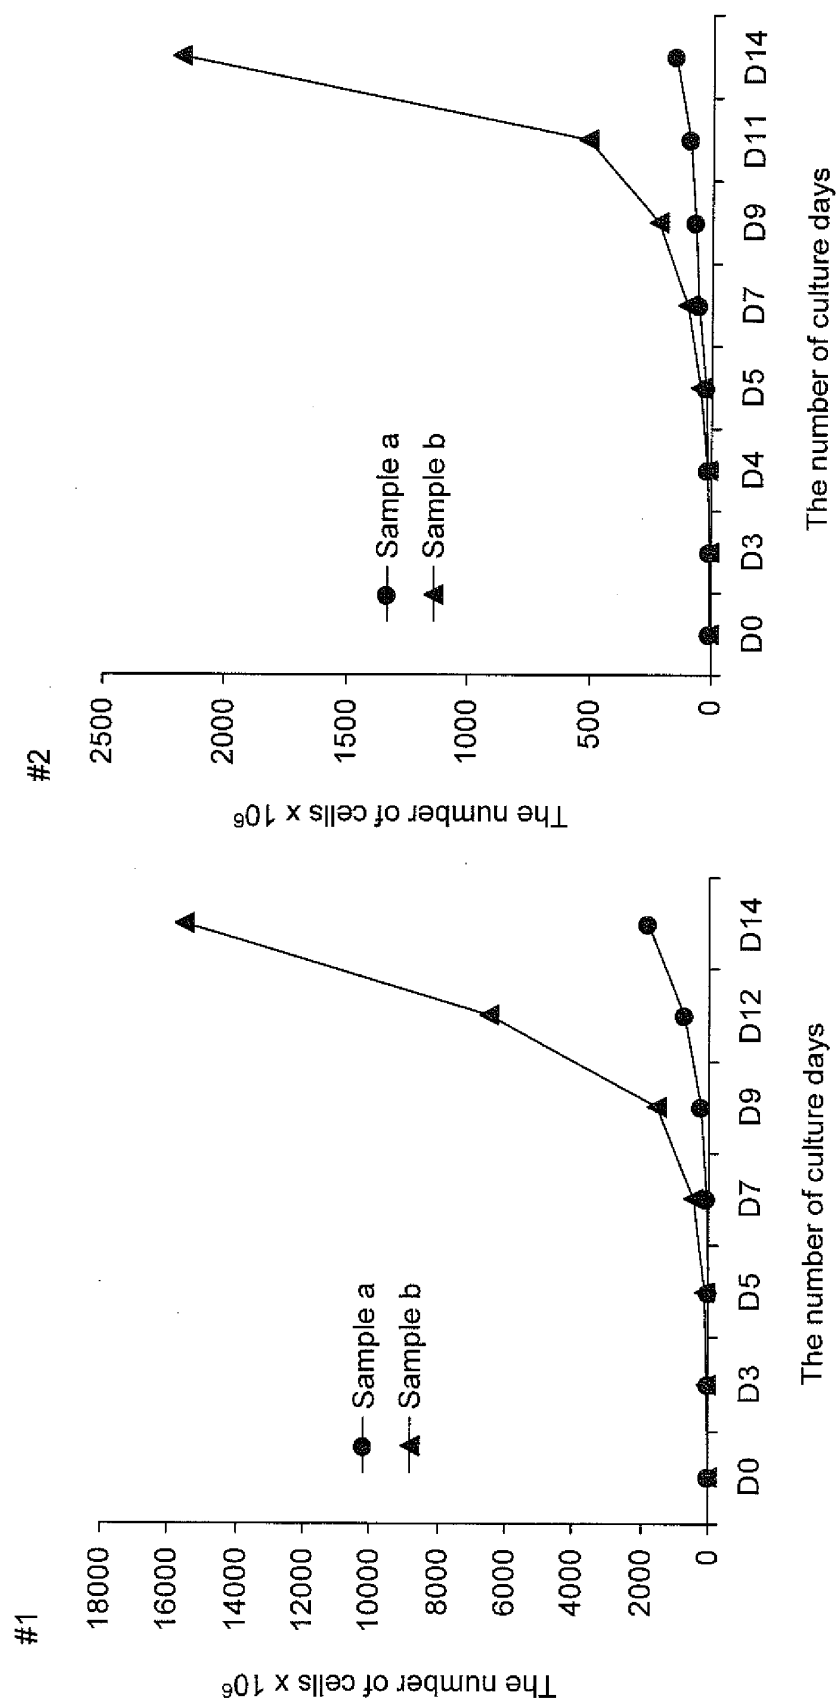 #1
The number of cells x 10⁶
18000
16000
14000
12000
10000
8000
6000
4000
2000
0
Sample a
Sample b
D0 D3 D5 D7 D9 D12 D14
The number of culture days
#2
The number of cells x 10⁶
2500
2000
1500
1000
500
0
Sample a
Sample b
D0 D3 D4 D5 D7 D9 D11 D14
The number of culture days